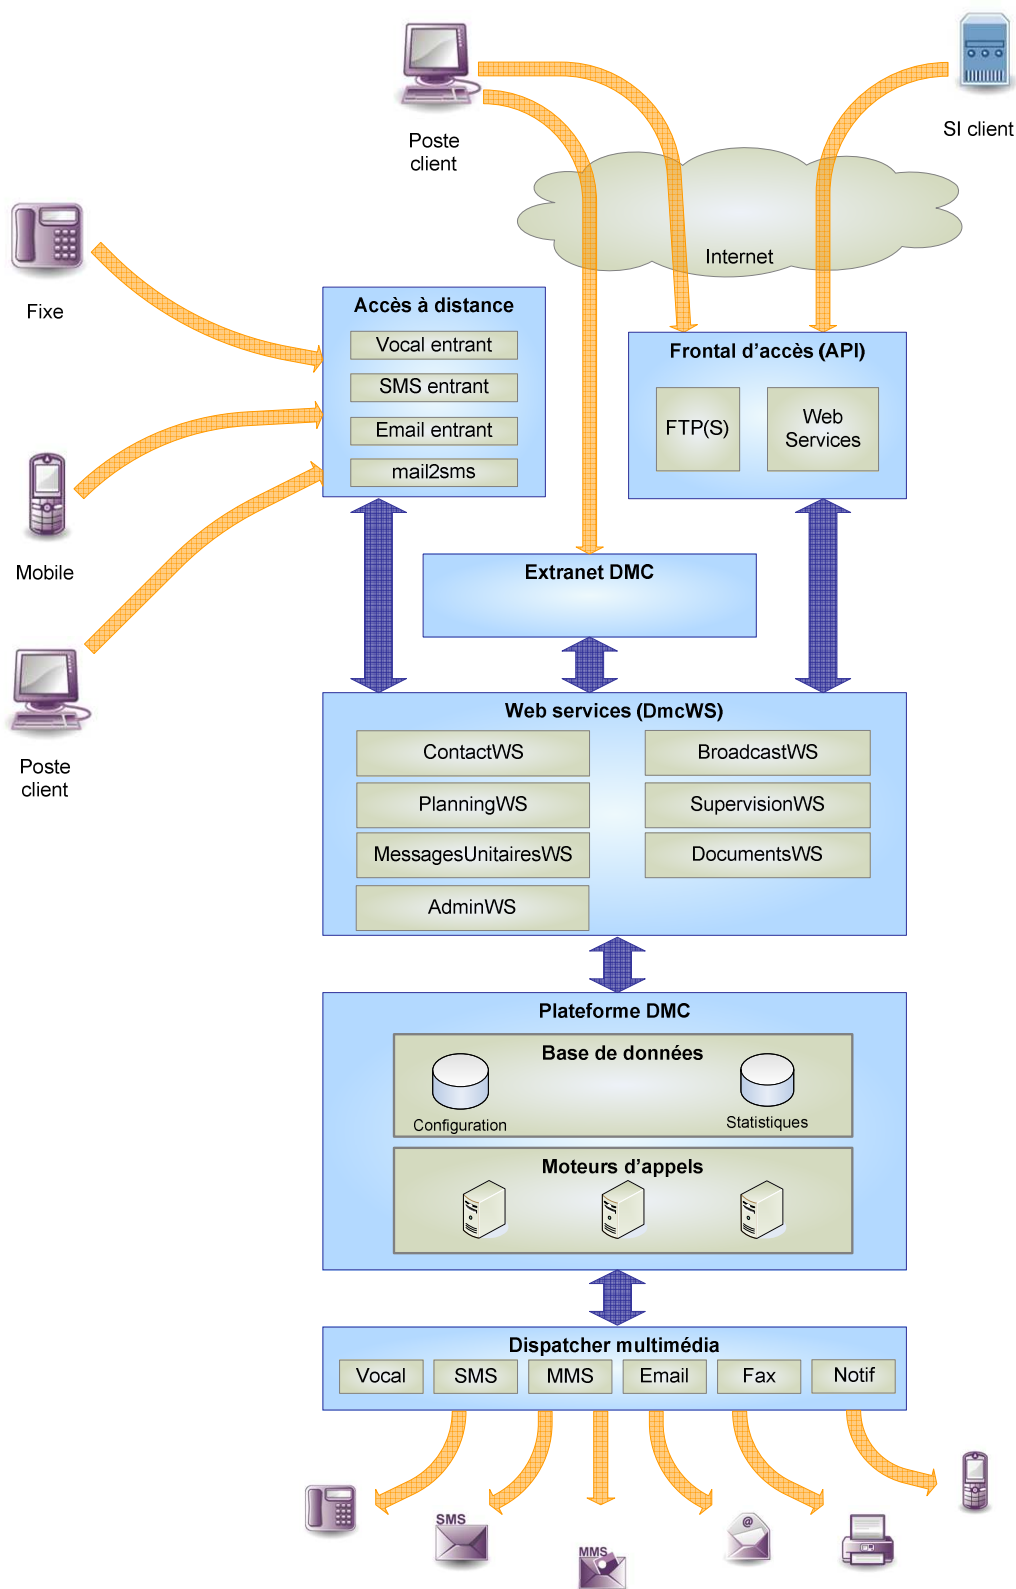 Poste
client
SI client
Internet
Fixe
Accès à distance
Vocal entrant
SMS entrant
Email entrant
mail2sms
Frontal d'accès (API)
FTP(S)
Web
Services
Mobile
Extranet DMC
Poste
client
Web services (DmcWS)
ContactWS
BroadcastWS
PlanningWS
SupervisionWS
MessagesUnitairesWS
DocumentsWS
AdminWS
Plateforme DMC
Base de données
Configuration
Statistiques
Moteurs d'appels
Dispatcher multimédia
Vocal
SMS
MMS
Email
Fax
Notif
SMS
MMS
@